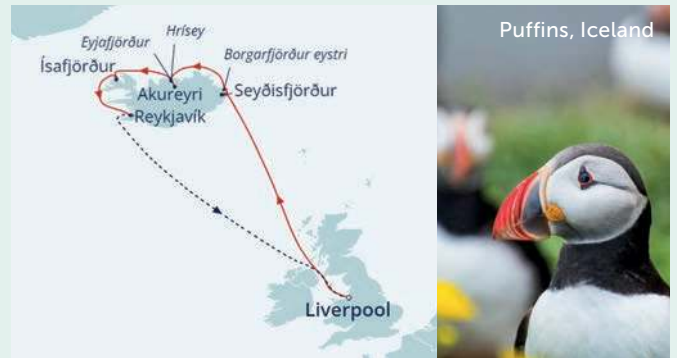 Hrísey
Eyjafjörður
Borgarfjörður eystri
Ísafjörður
Seyðisfjörður
Akureyri
Reykjavík
Liverpool
Puffins, Iceland